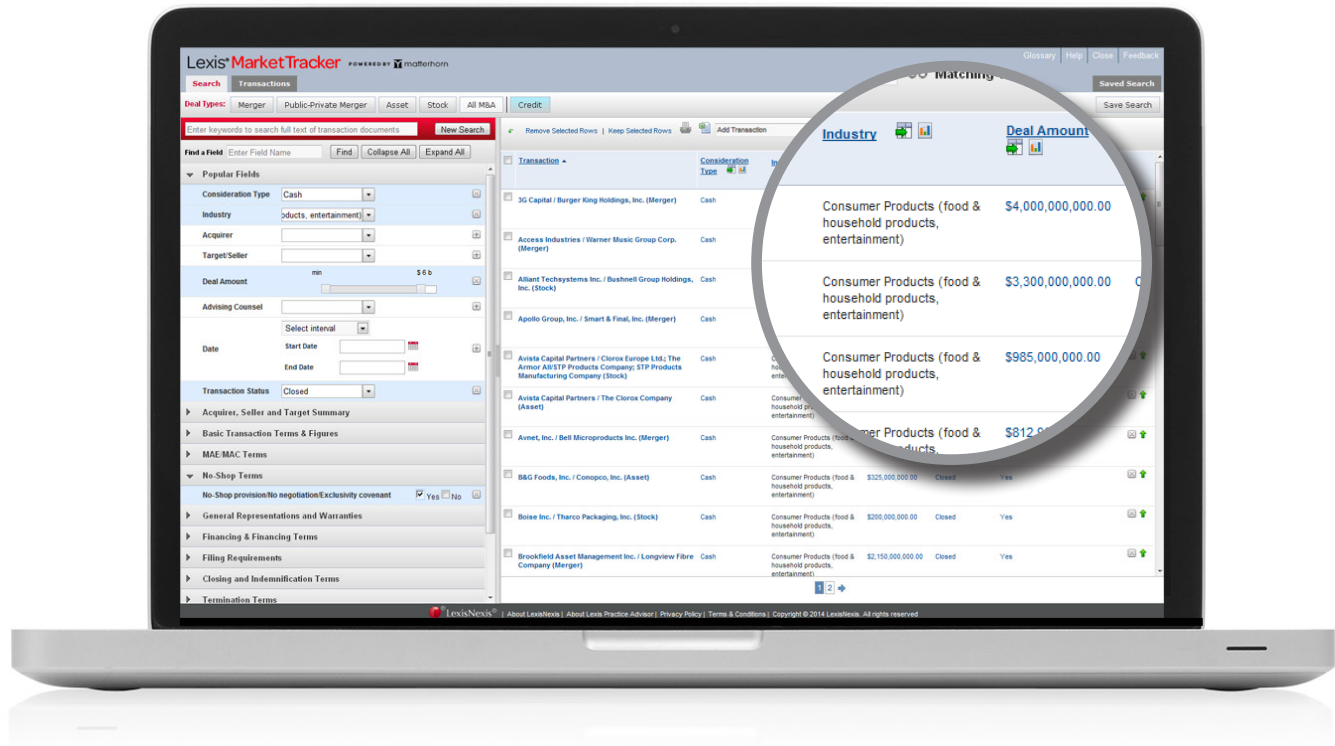 Lexis® MarketTracker POWERED BY matterhorn
Glossary | Help | Close | Feedback
Search Transactions
Matching
Saved Search
Deal Types: Merger Public-Private Merger Asset Stock All M&A Credit
Save Search
Enter keywords to search full text of transaction documents New Search
Remove Selected Rows | Keep Selected Rows Add Transaction
Find a Field Enter Field Name Find Collapse All Expand All
Popular Fields
Consideration Type Cash
Industry oducts, entertainment)
Acquirer
Target/Seller
Deal Amount min $ 6 b
Advising Counsel
Select interval
Date
Start Date
End Date
Transaction Status Closed
Acquirer, Seller and Target Summary
Basic Transaction Terms & Figures
MAE/MAC Terms
No-Shop Terms
No-Shop provision/No negotiation/Exclusivity covenant Yes No
General Representations and Warranties
Financing & Financing Terms
Filing Requirements
Closing and Indemnification Terms
Termination Terms
Transaction
Consideration
Type
Industry
Deal Amount
3G Capital / Burger King Holdings, Inc. (Merger) Cash
Consumer Products (food & $4,000,000,000.00
household products,
entertainment)
Access Industries / Warner Music Group Corp. Cash
(Merger)
Consumer Products (food & $3,300,000,000.00
household products,
entertainment)
Alliant Techsystems Inc. / Bushnell Group Holdings, Cash
Inc. (Stock)
Consumer Products (food & $985,000,000.00
household products,
entertainment)
Apollo Group, Inc. / Smart & Final, Inc. (Merger) Cash
Products (food & $812,9
Avista Capital Partners / Clorox Europe Ltd.; The Cash
Armor All/STP Products Company; STP Products
Manufacturing Company (Stock)
Avista Capital Partners / The Clorox Company Cash Consumer
(Asset) household
entertainment)
Avnet, Inc. / Bell Microproducts Inc. (Merger) Cash Consumer Products (food
household products,
entertainment)
B&G Foods, Inc. / Conopco, Inc. (Asset) Cash Consumer Products (food & $325,000,000.00 Closed Yes
household products,
entertainment)
Boise Inc. / Tharco Packaging, Inc. (Stock) Cash Consumer Products (food & $200,000,000.00 Closed Yes
household products,
entertainment)
Brookfield Asset Management Inc. / Longview Fibre Cash Consumer Products (food & $2,150,000,000.00 Closed Yes
Company (Merger) household products,
entertainment)
1 2
LexisNexis® | About LexisNexis | About Lexis Practice Advisor | Privacy Policy | Terms & Conditions | Copyright © 2014 LexisNexis. All rights reserved